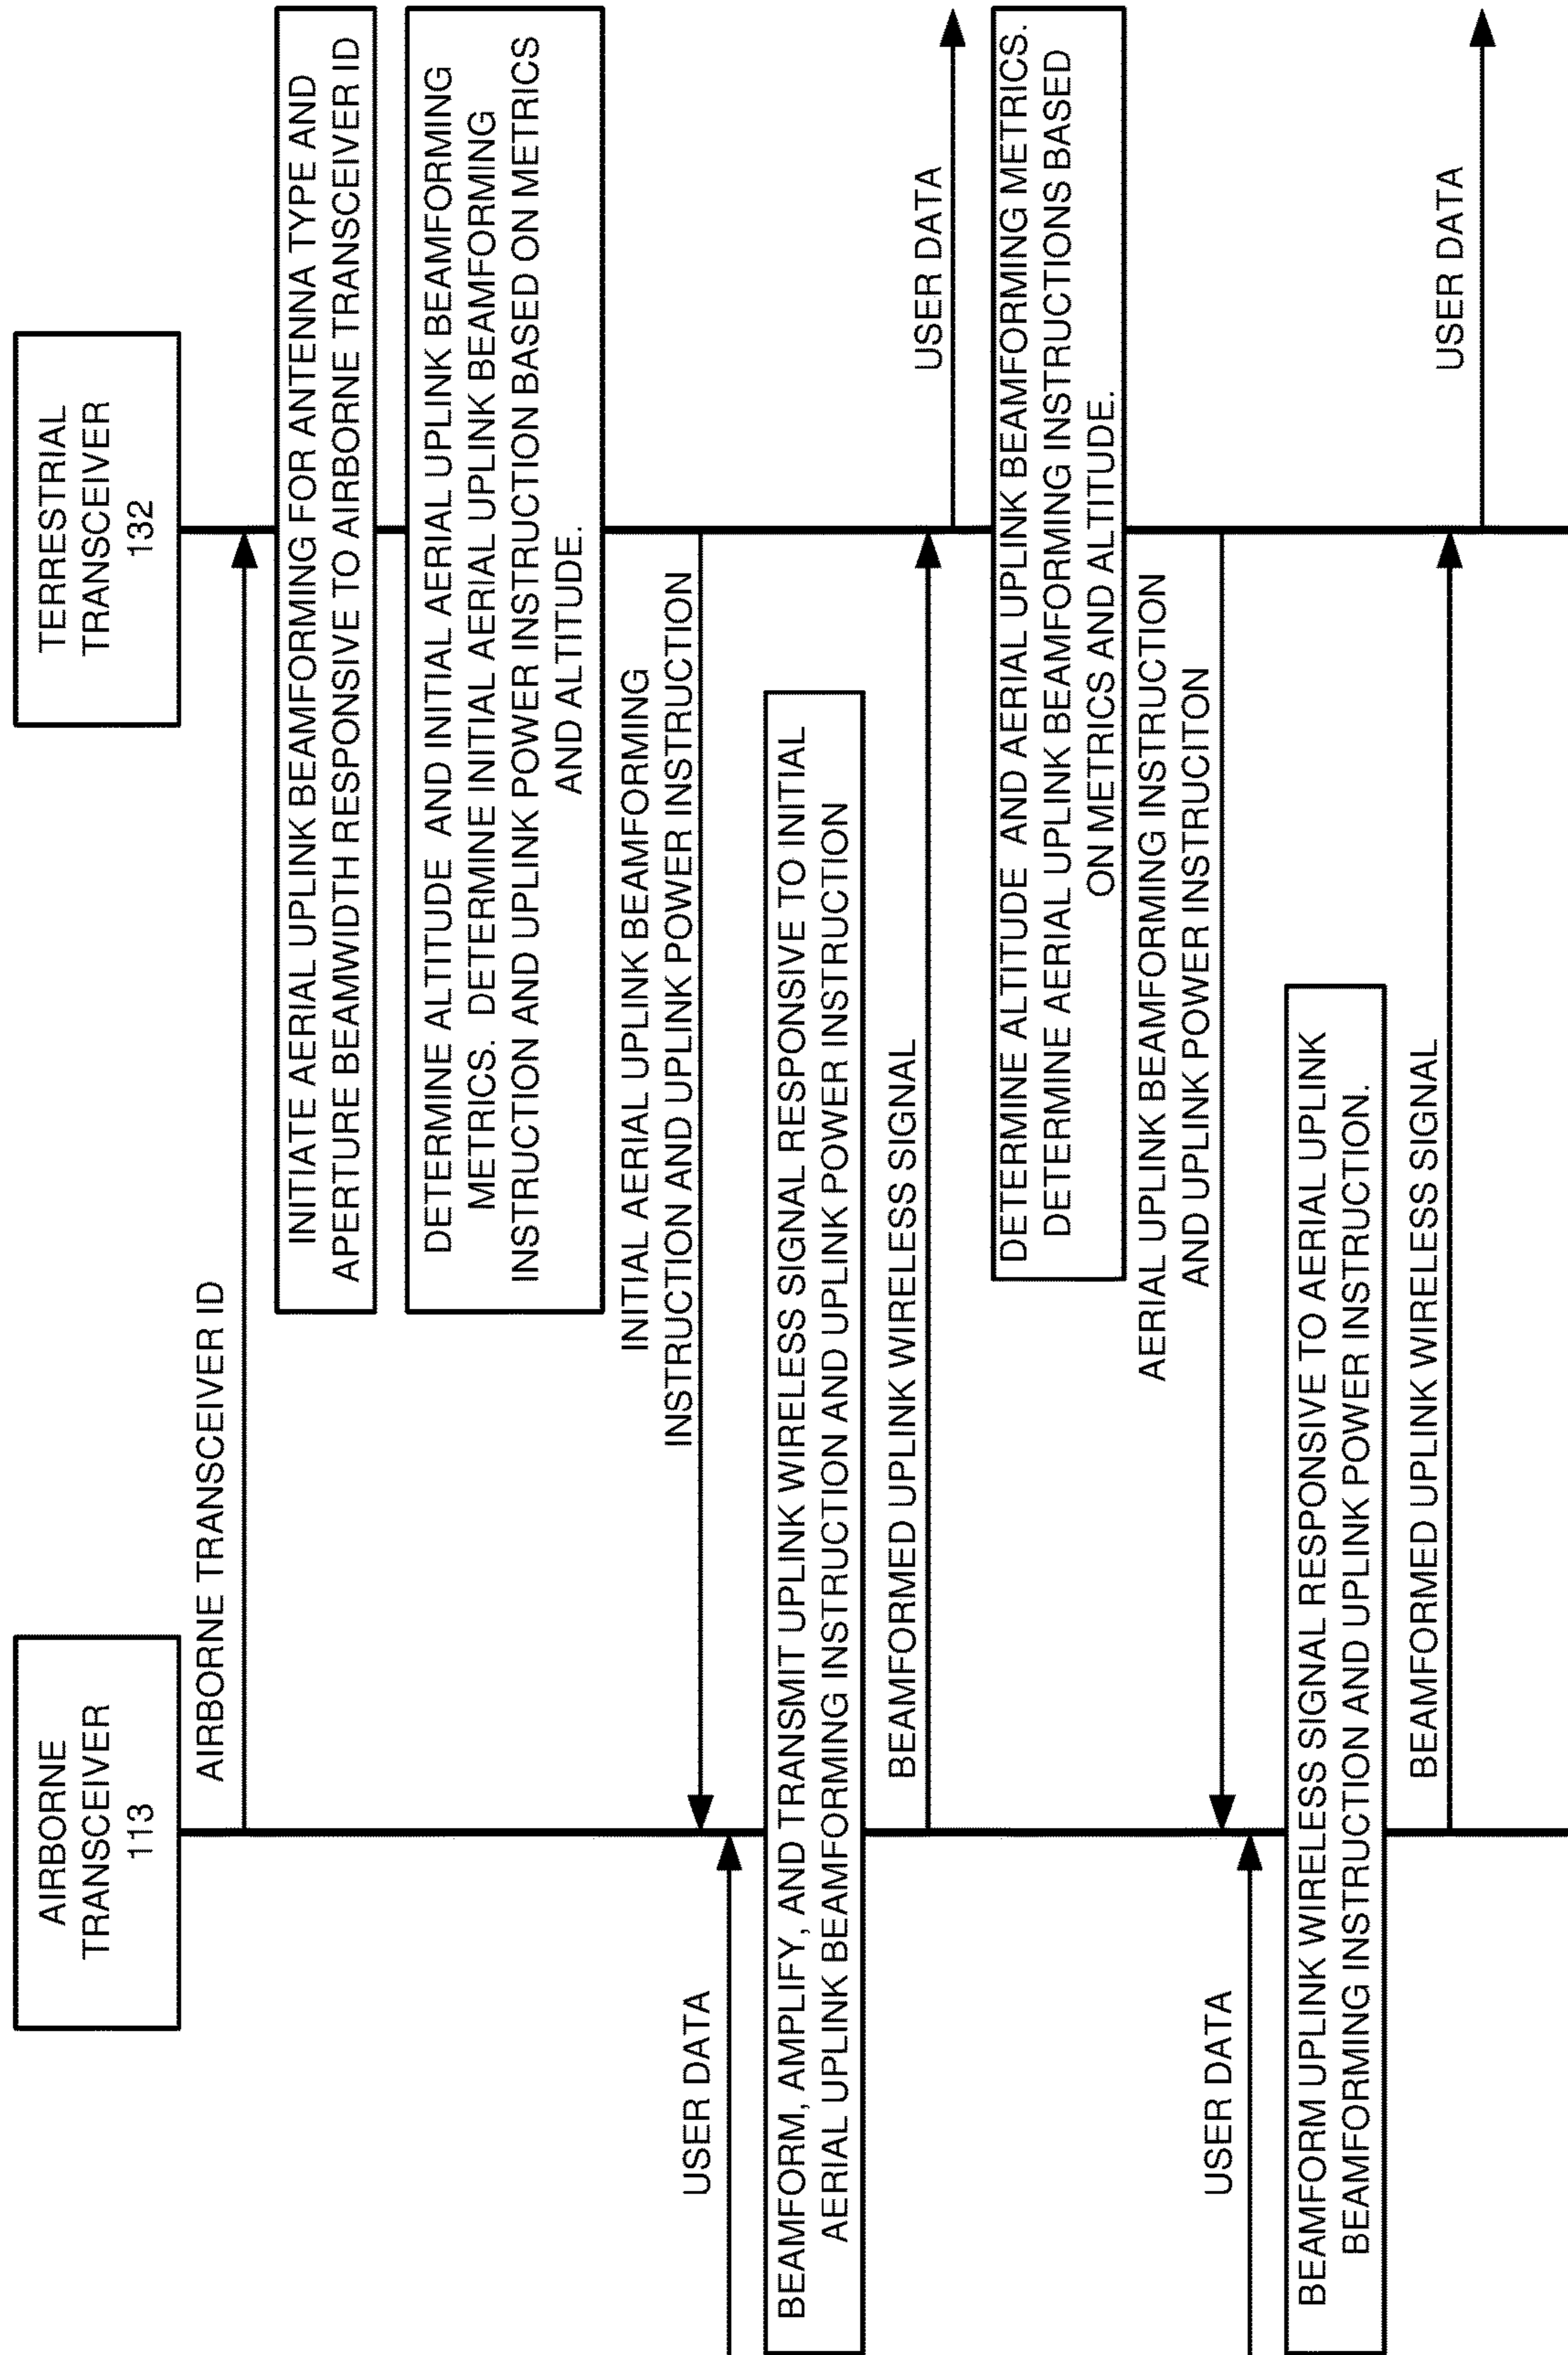 AIRBORNE
TRANSCEIVER
113
TERRESTRIAL
TRANSCEIVER
132
AIRBORNE TRANSCEIVER ID
INITIATE AERIAL UPLINK BEAMFORMING FOR ANTENNA TYPE AND
APERTURE BEAMWIDTH RESPONSIVE TO AIRBORNE TRANSCEIVER ID
DETERMINE ALTITUDE AND INITIAL AERIAL UPLINK BEAMFORMING
METRICS. DETERMINE INITIAL AERIAL UPLINK BEAMFORMING
INSTRUCTION AND UPLINK POWER INSTRUCTION BASED ON METRICS
AND ALTITUDE.
INITIAL AERIAL UPLINK BEAMFORMING
INSTRUCTION AND UPLINK POWER INSTRUCTION
USER DATA
BEAMFORM, AMPLIFY, AND TRANSMIT UPLINK WIRELESS SIGNAL RESPONSIVE TO INITIAL
AERIAL UPLINK BEAMFORMING INSTRUCTION AND UPLINK POWER INSTRUCTION
BEAMFORMED UPLINK WIRELESS SIGNAL
USER DATA
DETERMINE ALTITUDE AND AERIAL UPLINK BEAMFORMING METRICS.
DETERMINE AERIAL UPLINK BEAMFORMING INSTRUCTIONS BASED
ON METRICS AND ALTITUDE.
AERIAL UPLINK BEAMFORMING INSTRUCTION
AND UPLINK POWER INSTRUCITON
USER DATA
BEAMFORM UPLINK WIRELESS SIGNAL RESPONSIVE TO AERIAL UPLINK
BEAMFORMING INSTRUCTION AND UPLINK POWER INSTRUCTION.
BEAMFORMED UPLINK WIRELESS SIGNAL
USER DATA